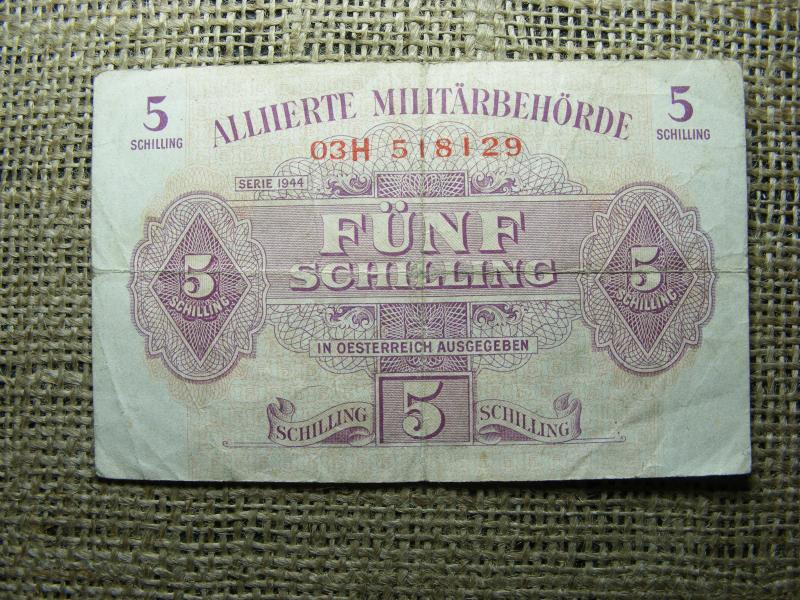 5
SCHILLING
ALLIIERTE MILITÄRBEHÖRDE
5
SCHILLING
03H 518129
SERIE 1944
FÜNF
SCHILLING
5
SCHILLING
5
SCHILLING
IN OESTERREICH AUSGEGEBEN
SCHILLING 5 SCHILLING